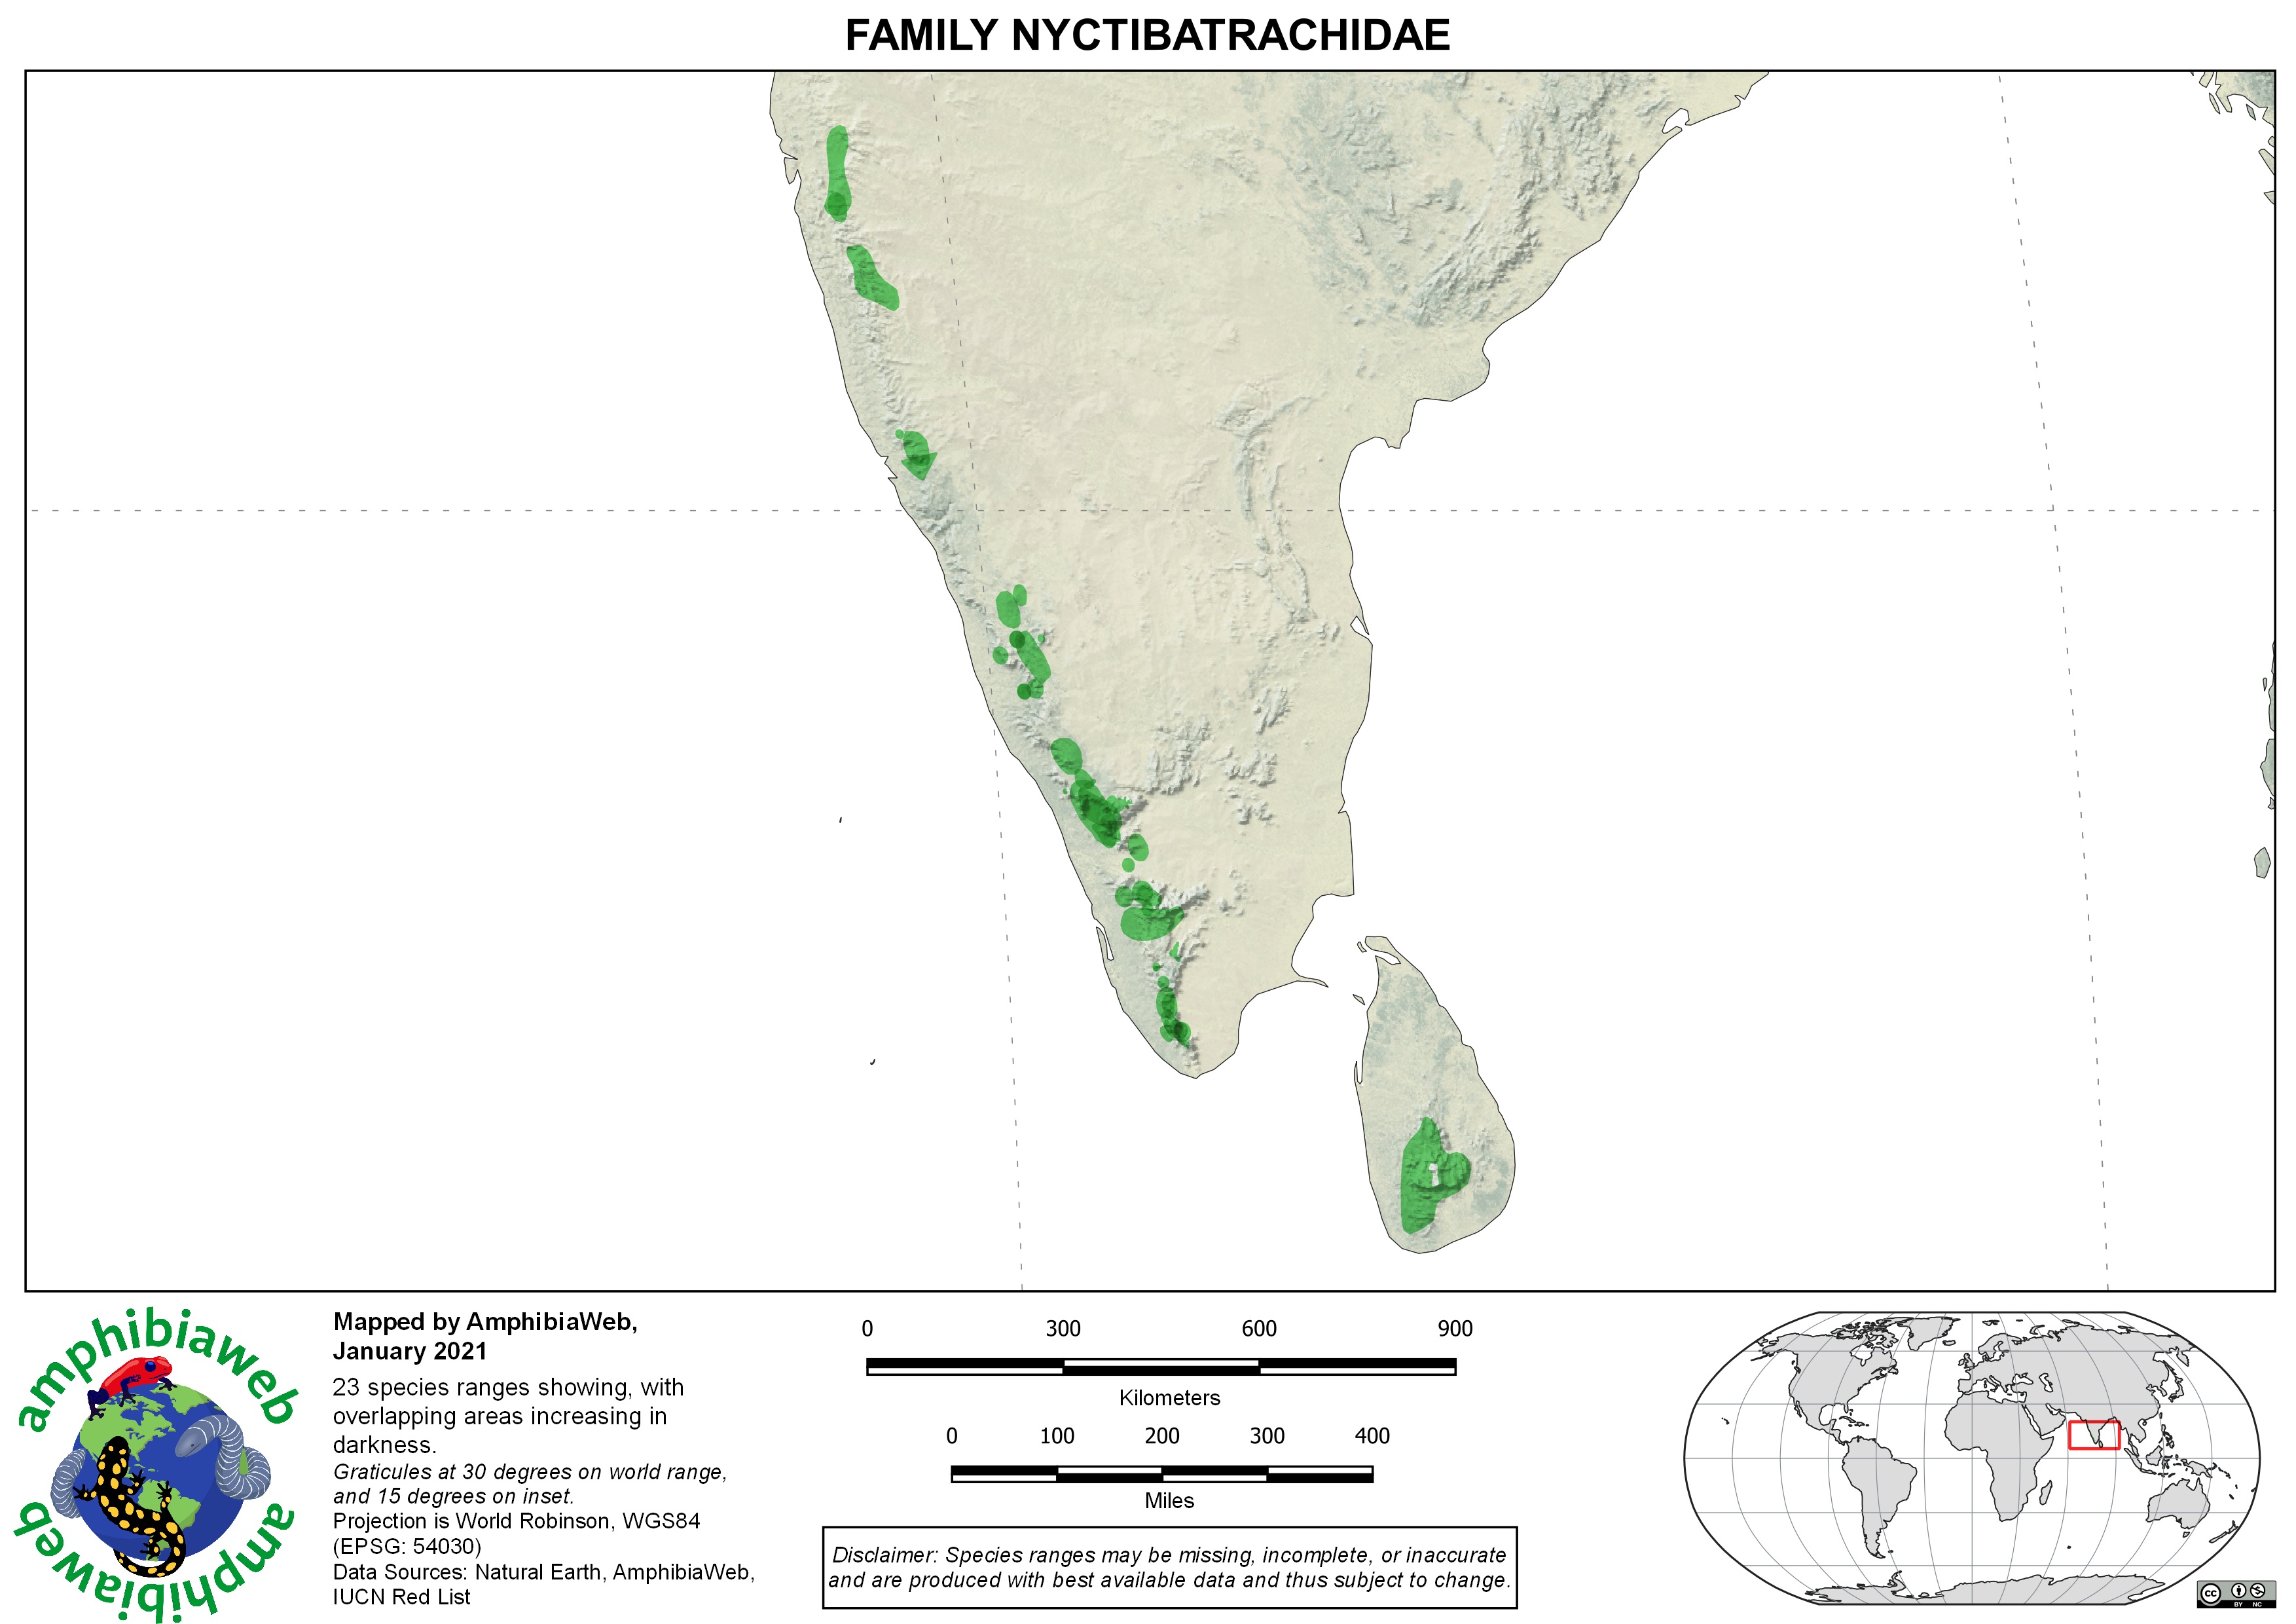 FAMILY NYCTIBATRACHIDAE
amphibiaweb
amphibiaweb
Mapped by AmphibiaWeb,
January 2021
23 species ranges showing, with
overlapping areas increasing in
darkness.
Graticules at 30 degrees on world range,
and 15 degrees on inset.
Projection is World Robinson, WGS84
(EPSG: 54030)
Data Sources: Natural Earth, AmphibiaWeb,
IUCN Red List
0 300 600 900
Kilometers
0 100 200 300 400
Miles
Disclaimer: Species ranges may be missing, incomplete, or inaccurate
and are produced with best available data and thus subject to change.
cc
BY NC